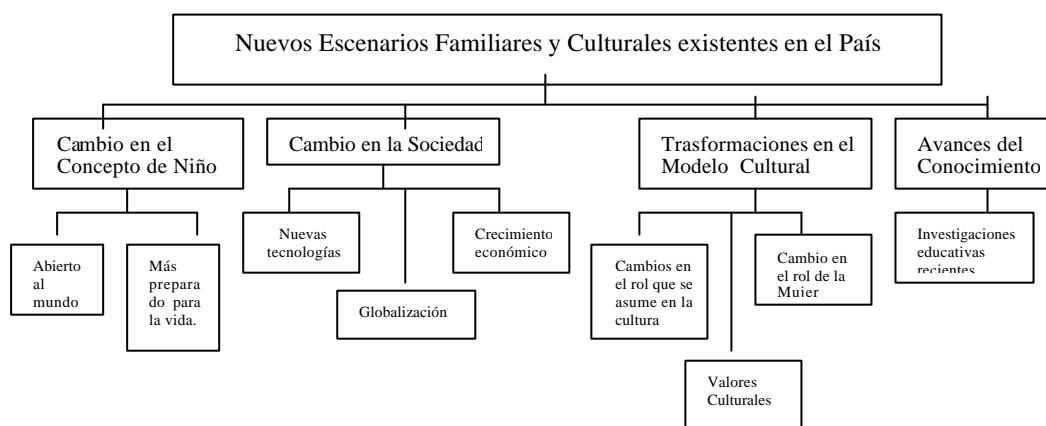 Nuevos Escenarios Familiares y Culturales existentes en el País
Cambio en el
Concepto de Niño
Cambio en la Sociedad
Trasformaciones en el
Modelo Cultural
Avances del
Conocimiento
Abierto
al
mundo
Más
prepara
do para
la vida.
Nuevas
tecnologías
Globalización
Crecimiento
económico
Cambios en
el rol que se
asume en la
cultura
Valores
Culturales
Cambio en
el rol de la
Mujer
Investigaciones
educativas
recientes